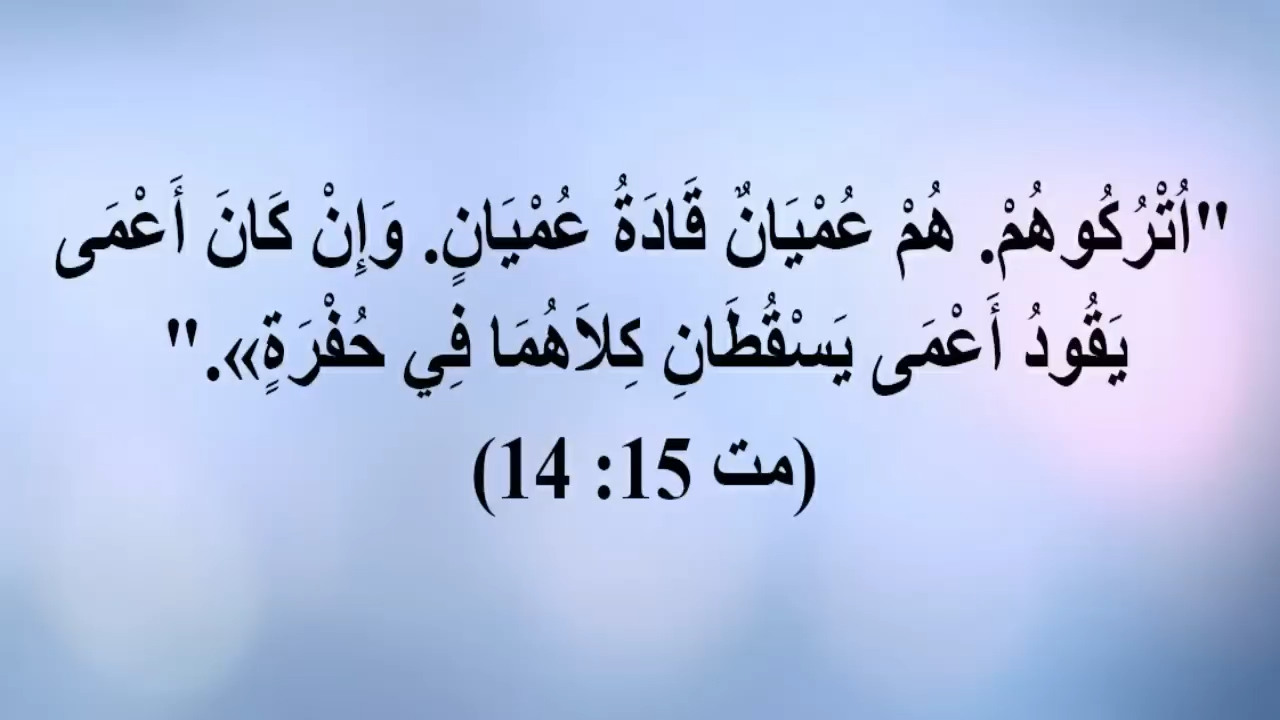 "اُتْرُكُوهُمْ. هُمْ عُمْيَانٌ قَادَةُ عُمْيَانٍ. وَإِنْ كَانَ أَعْمَى
يَقُودُ أَعْمَى يَسْقُطَانِ كِلاَهُمَا فِي حُفْرَةٍ»."
(مت 15: 14)